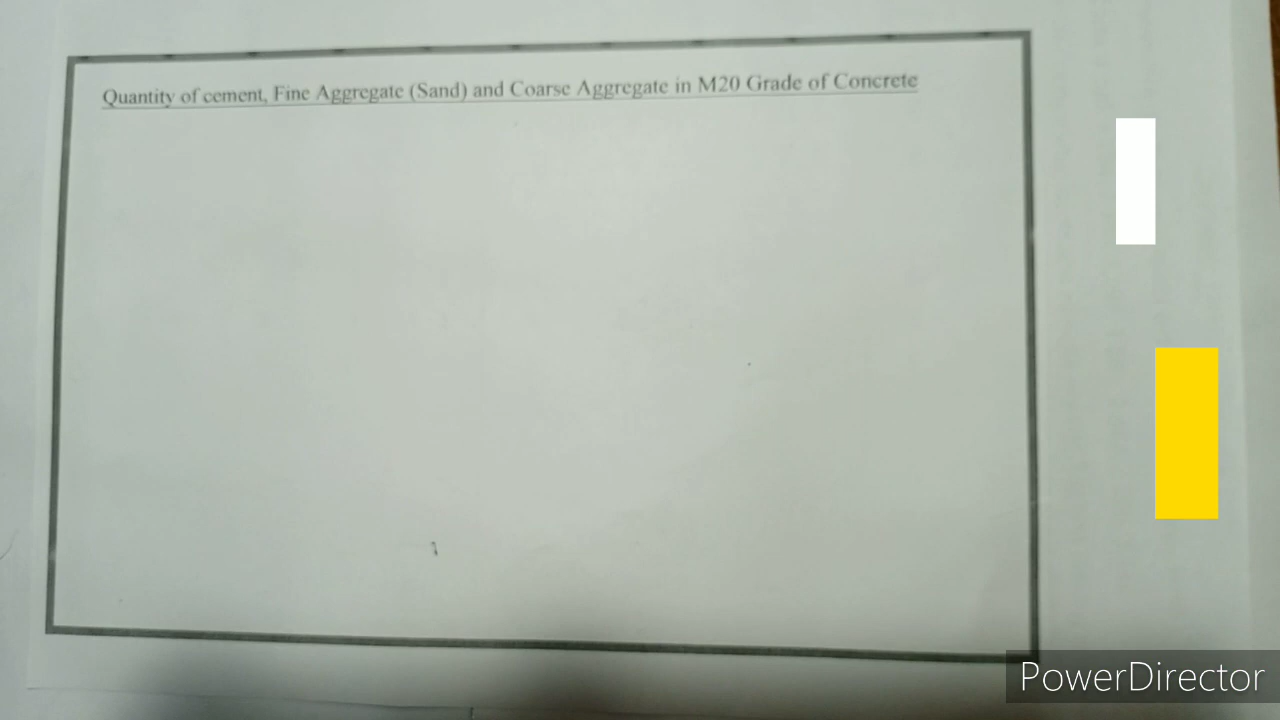 Quantity of cement, Fine Aggregate (Sand) and Coarse Aggregate in M20 Grade of Concrete
PowerDirector